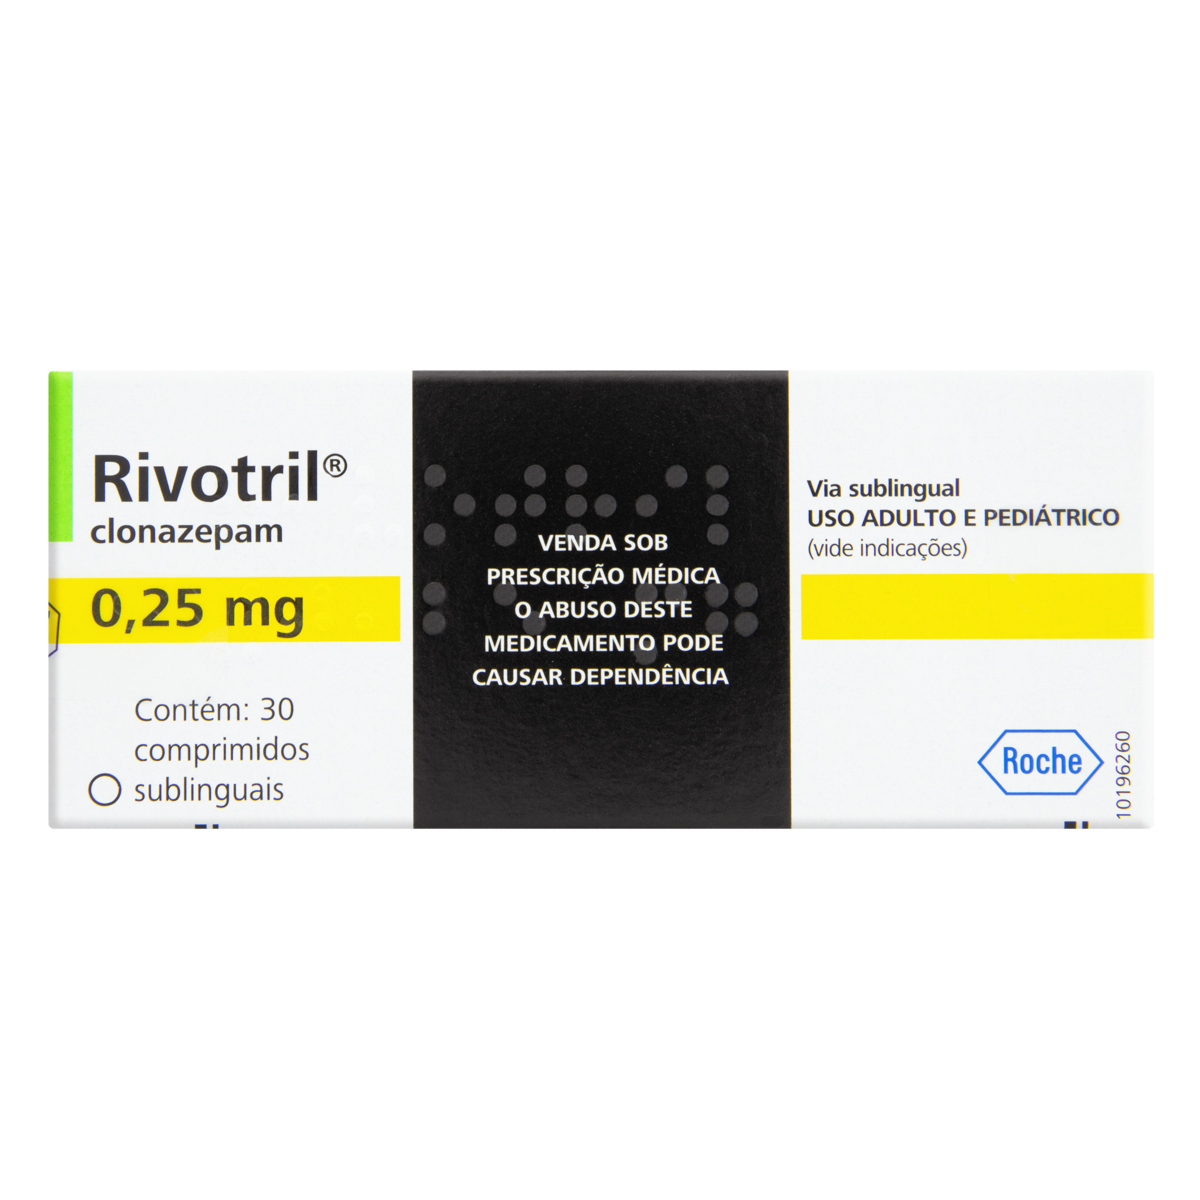 Rivotril®
clonazepam
0,25 mg
Contém: 30
comprimidos
sublinguais
VENDA SOB
PRESCRIÇÃO MÉDICA
O ABUSO DESTE
MEDICAMENTO PODE
CAUSAR DEPENDÊNCIA
Via sublingual
USO ADULTO E PEDIÁTRICO
(vide indicações)
Roche
10196260